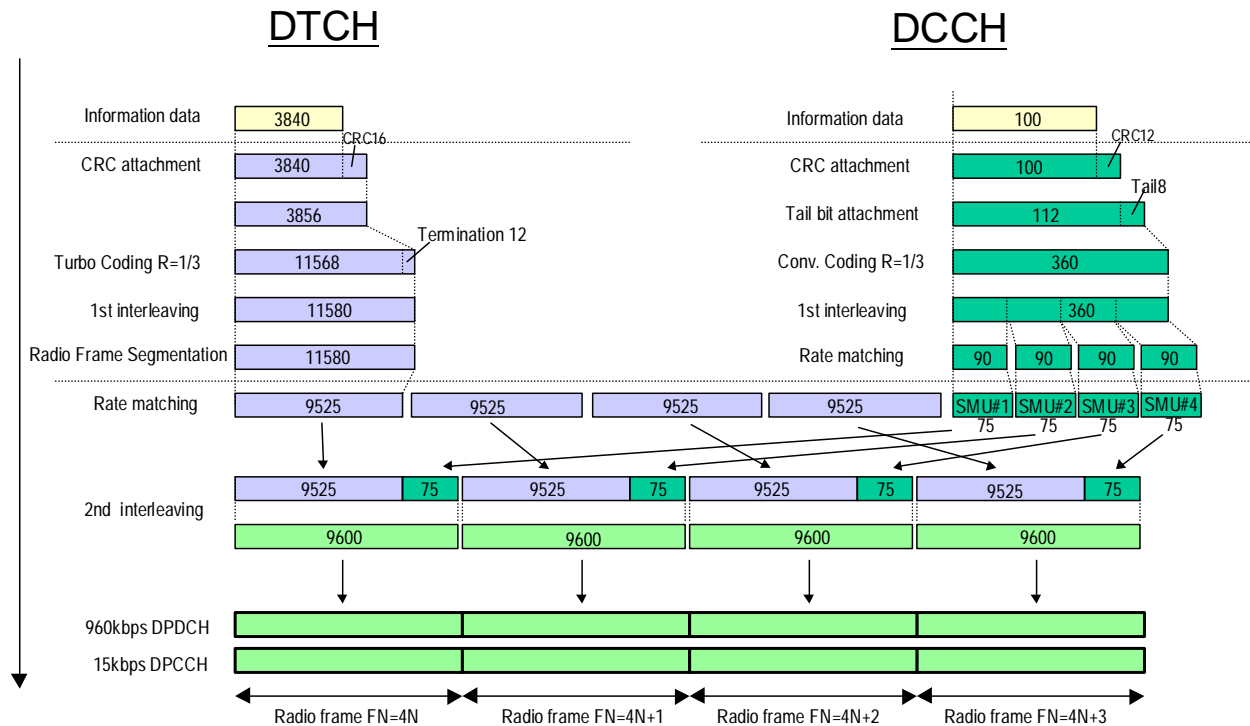 DTCH DCCH
Information data 3840 Information data 100
CRC16 CRC12
CRC attachment 3840 CRC attachment 100
Tail8
3856 Tail bit attachment 112
Termination 12
Turbo Coding R=1/3 11568 Conv. Coding R=1/3 360
1st interleaving 11580 1st interleaving 360
Radio Frame Segmentation 11580 Rate matching 90 90 90 90
Rate matching 9525 9525 9525 9525 SMU#1 SMU#2 SMU#3 SMU#4
75 75 75 75
9525 75 9525 75 9525 75 9525 75
2nd interleaving
9600 9600 9600 9600
960kbps DPDCH
15kbps DPCCH
Radio frame FN=4N Radio frame FN=4N+1 Radio frame FN=4N+2 Radio frame FN=4N+3